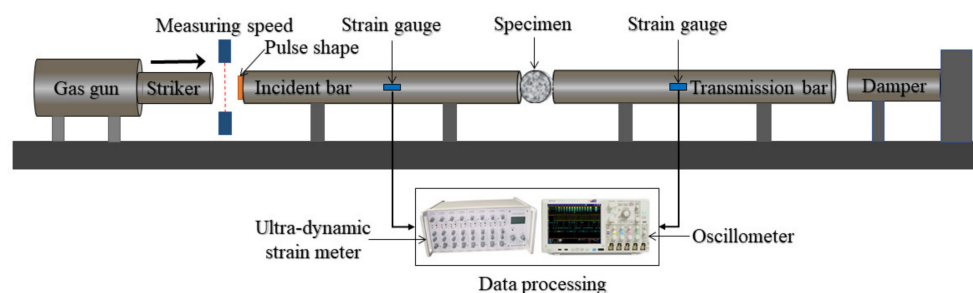 Measuring speed
Strain gauge
Specimen
Strain gauge
Pulse shape
Gas gun
Striker
Incident bar
Transmission bar
Damper
Ultra-dynamic
strain meter
Oscillometer
Data processing